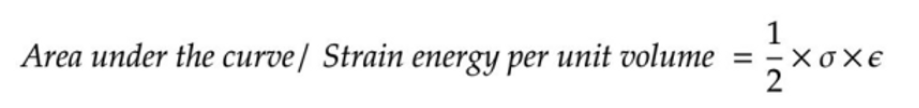 Area under the curve/ Strain energy per unit volume = 1/2 × σ × ϵ